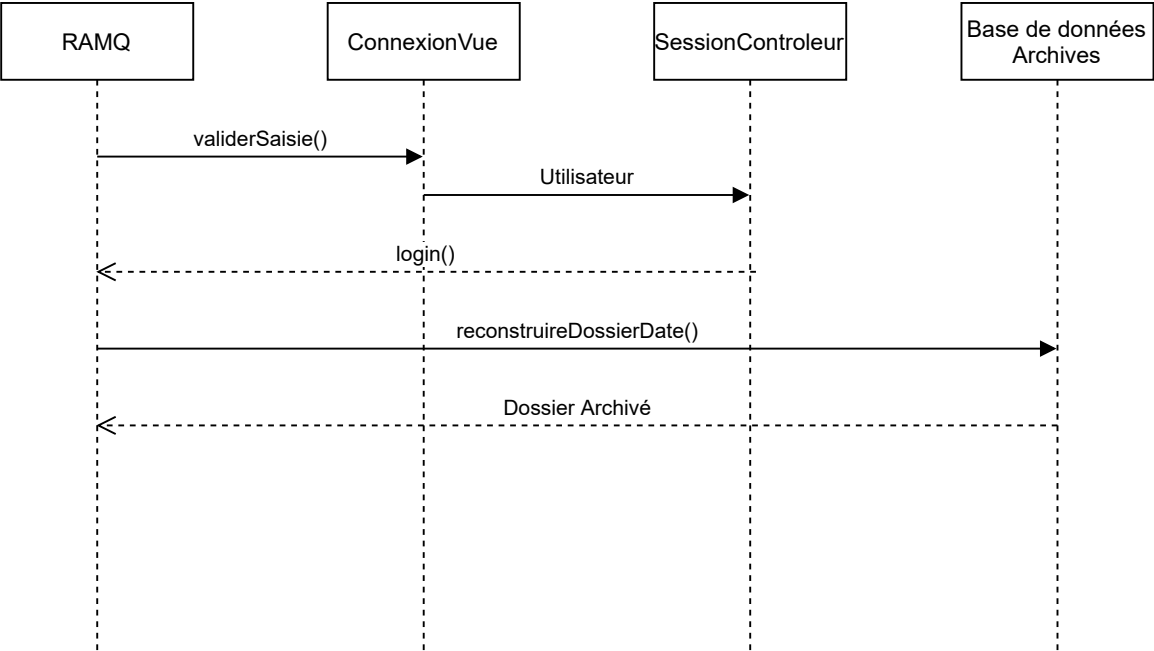 RAMQ
ConnexionVue
SessionControleur
Base de données
Archives
validerSaisie()
Utilisateur
login()
reconstruireDossierDate()
Dossier Archivé